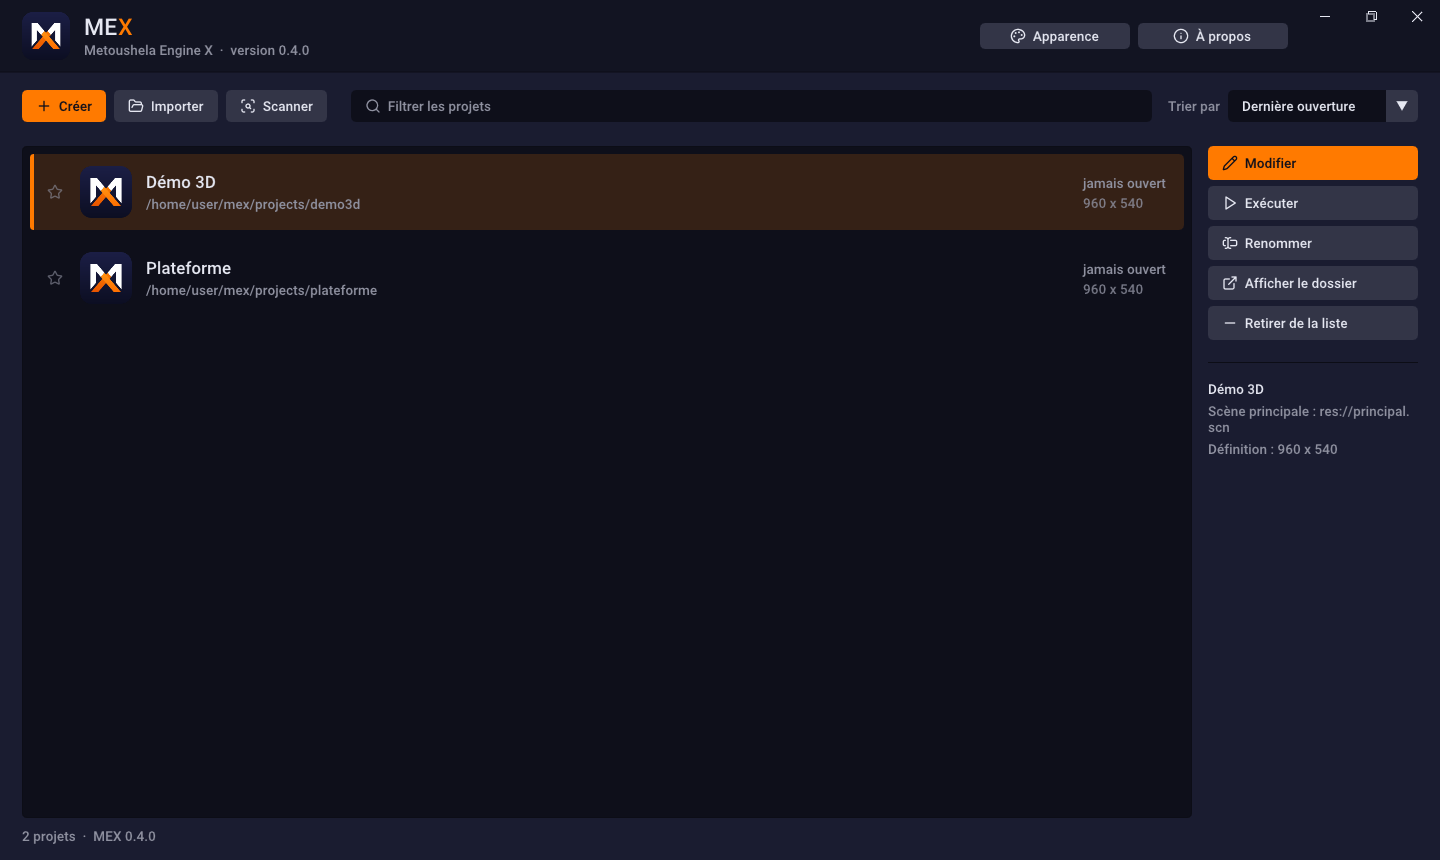 MEX
Metoushela Engine X · version 0.4.0
Apparence
À propos
Créer
Importer
Scanner
Filtrer les projets
Trier par
Dernière ouverture
Démo 3D
/home/user/mex/projects/demo3d
jamais ouvert
960 x 540
Plateforme
/home/user/mex/projects/plateforme
jamais ouvert
960 x 540
Modifier
Exécuter
Renommer
Afficher le dossier
Retirer de la liste
Démo 3D
Scène principale : res://principal.
scn
Définition : 960 x 540
2 projets · MEX 0.4.0